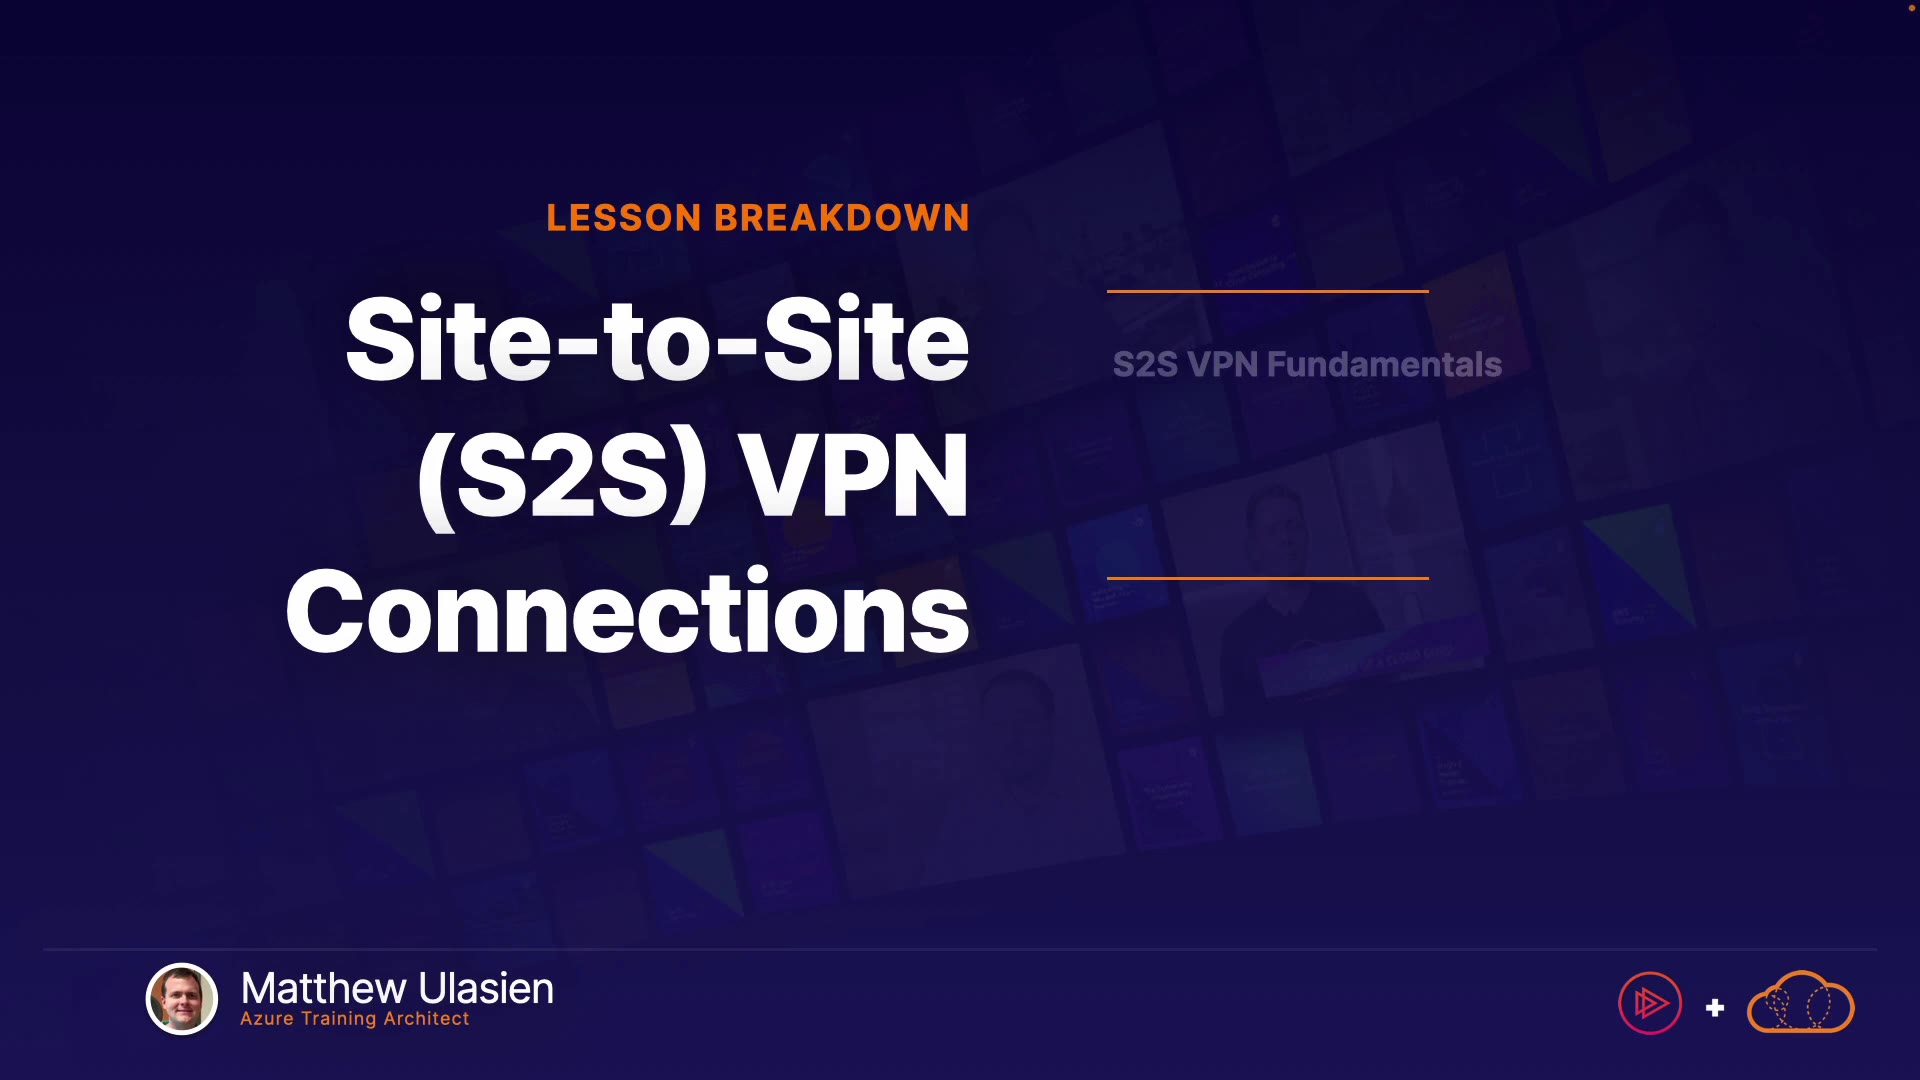 LESSON BREAKDOWN
Site-to-Site
(S2S) VPN
Connections
S2S VPN Fundamentals
Matthew Ulasien
Azure Training Architect